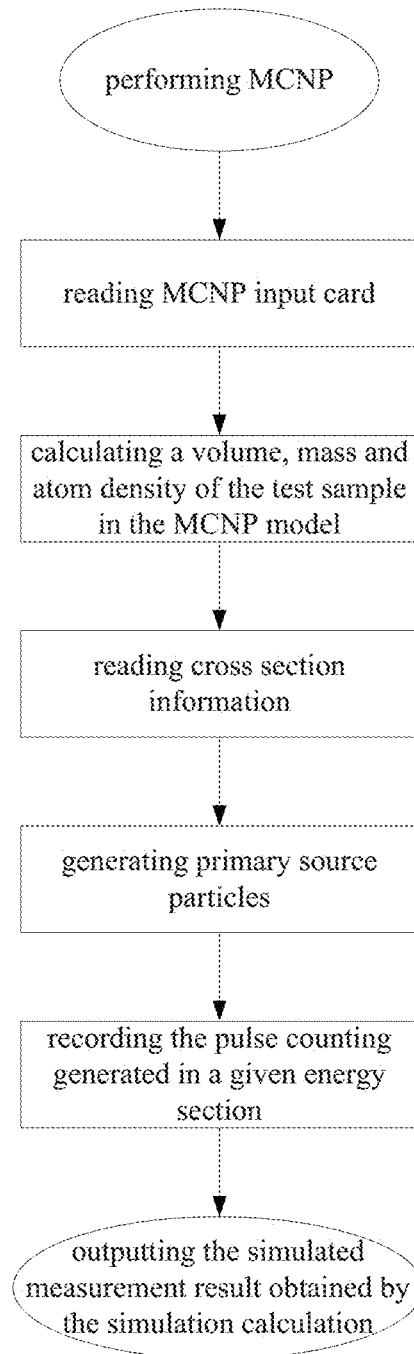 performing MCNP
reading MCNP input card
calculating a volume, mass and
atom density of the test sample
in the MCNP model
reading cross section
information
generating primary source
particles
recording the pulse counting
generated in a given energy
section
outputting the simulated
measurement result obtained by
the simulation calculation